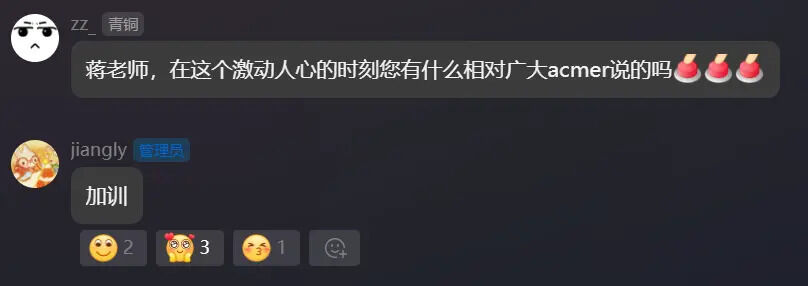 zz_ 青铜
蒋老师，在这个激动人心的时刻您有什么相对广大acmer说的吗
jiangly 管理员
加训
2 3 1